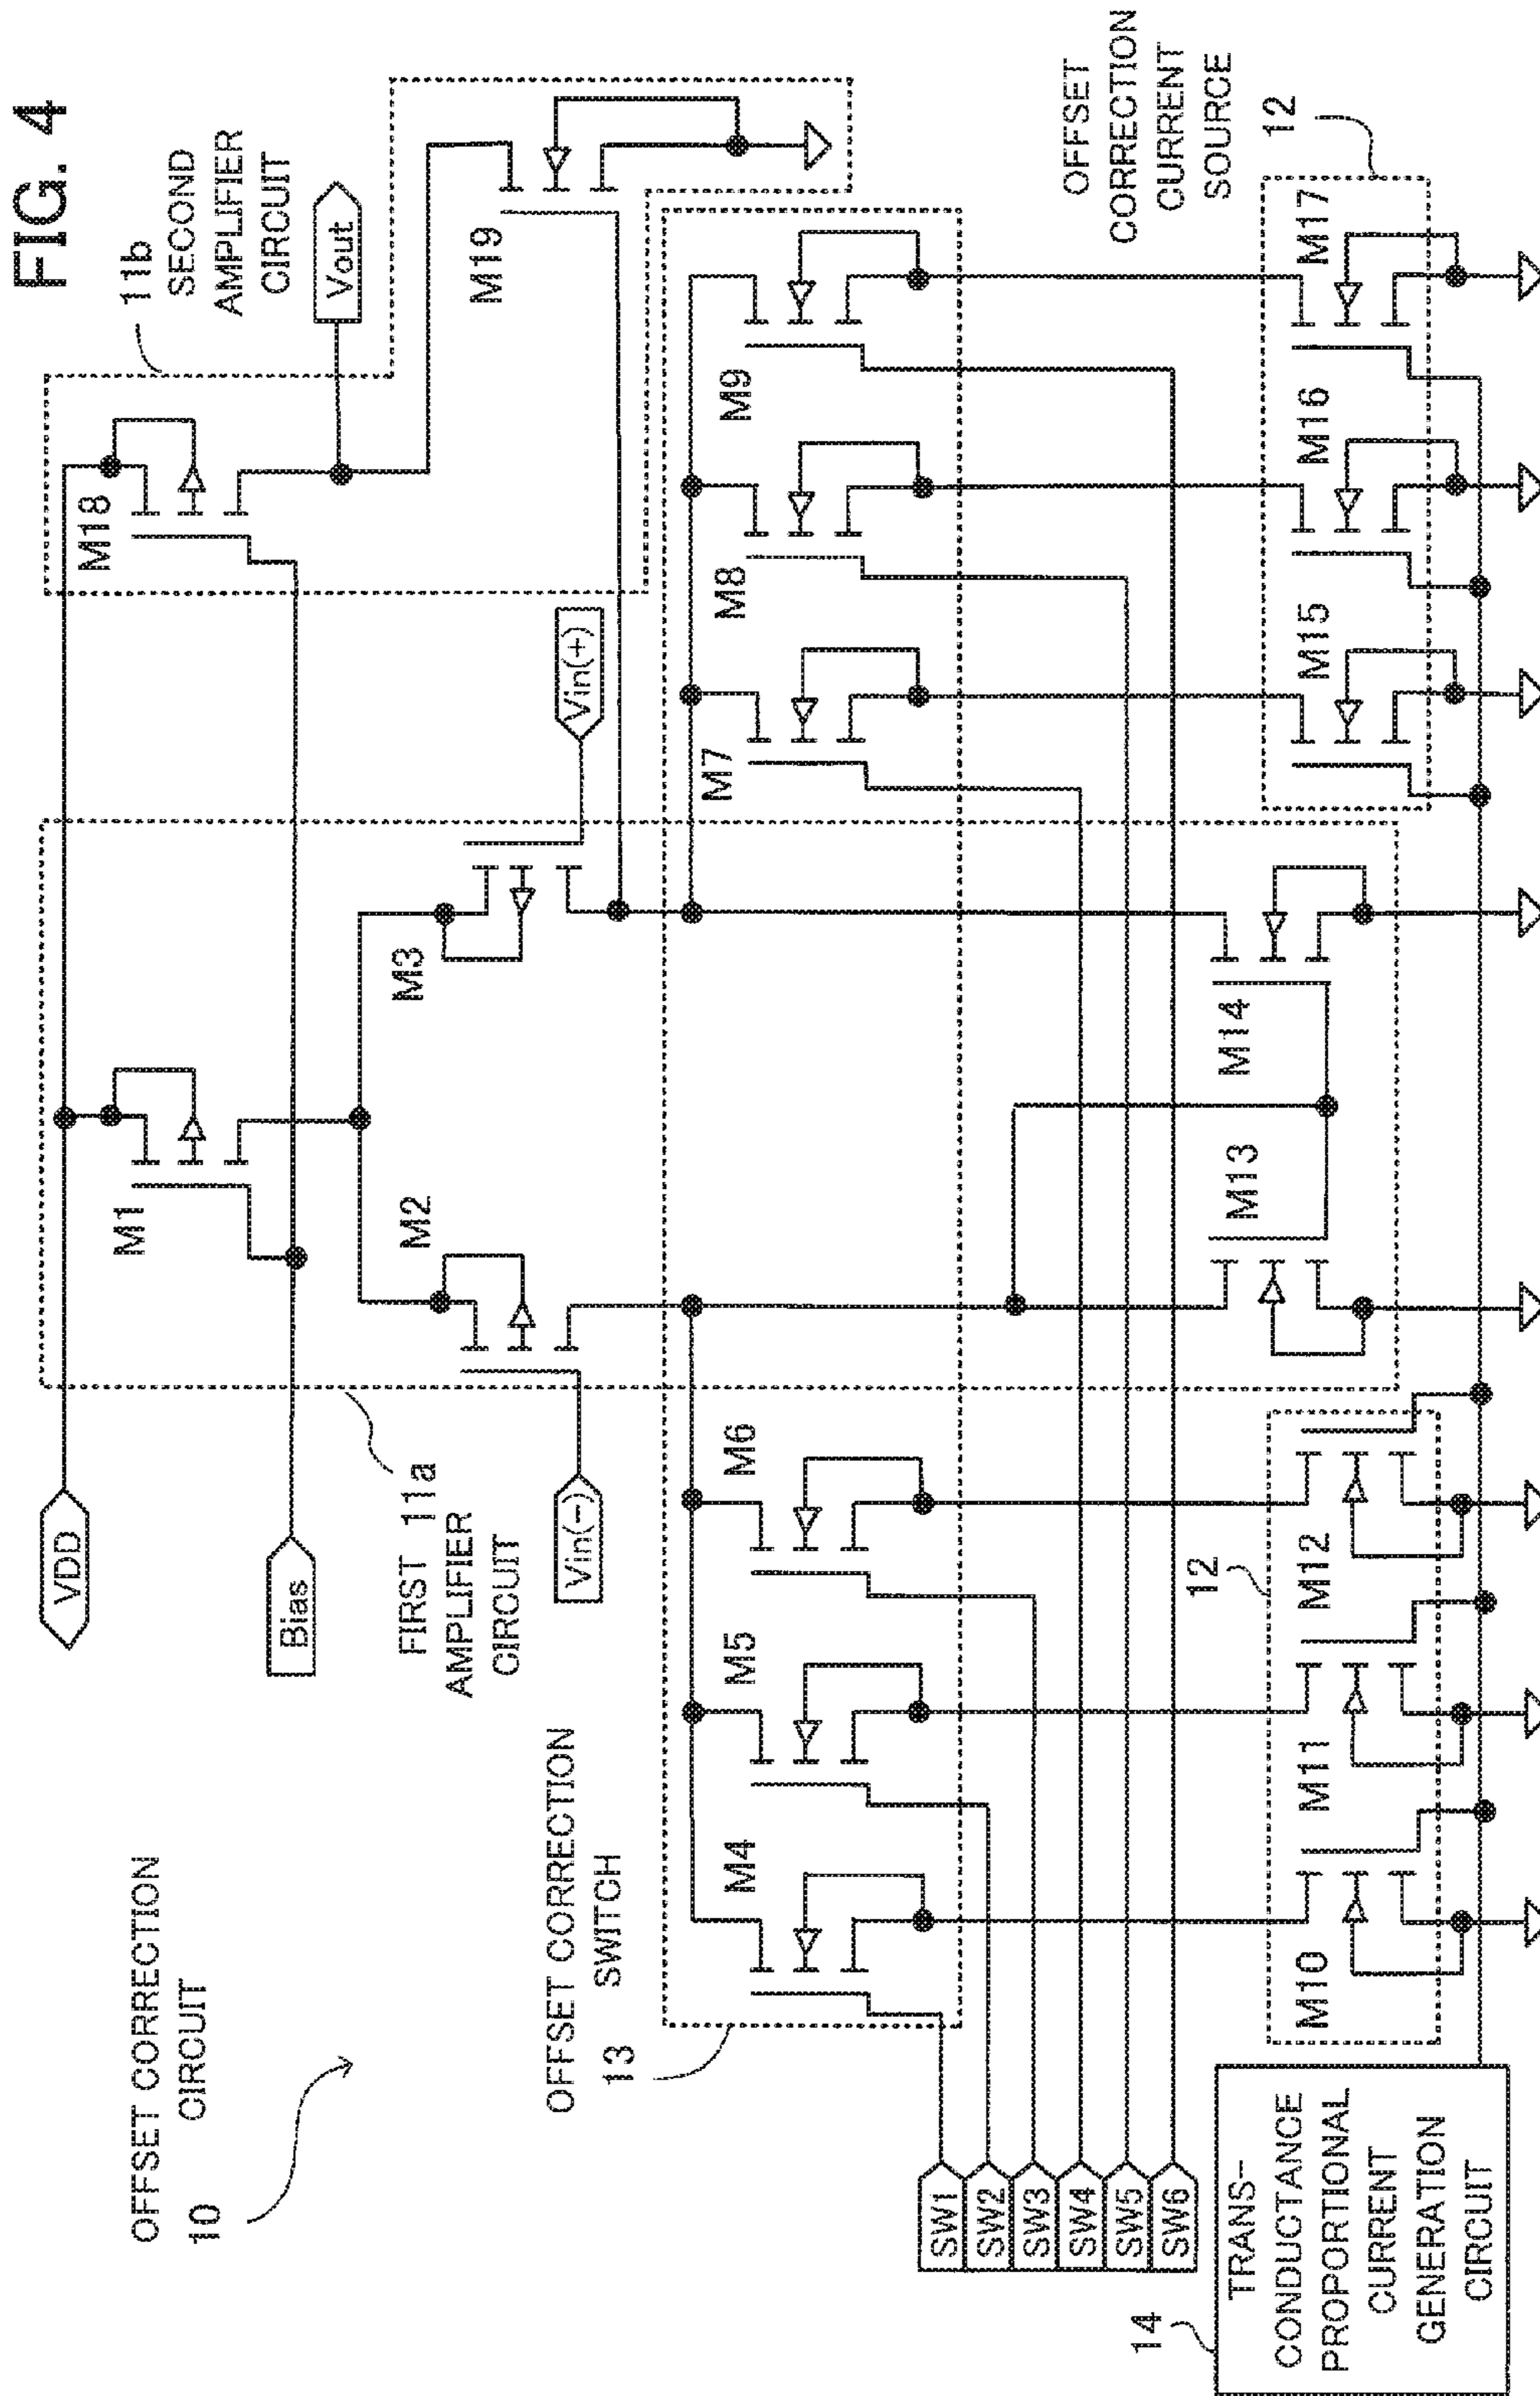 FIG. 4
OFFSET CORRECTION
CIRCUIT
10
VDD
Bias
M1
M18
11b
SECOND
AMPLIFIER
CIRCUIT
Vout
FIRST 11a
AMPLIFIER
CIRCUIT
Vin(−)
M2
M3
Vin(+)
M19
OFFSET CORRECTION
SWITCH
13
M4
M5
M6
M7
M8
M9
SW1
SW2
SW3
SW4
SW5
SW6
OFFSET
CORRECTION
CURRENT
SOURCE
12
12
M13
M14
M10
M11
M12
M15
M16
M17
14
TRANS-
CONDUCTANCE
PROPORTIONAL
CURRENT
GENERATION
CIRCUIT